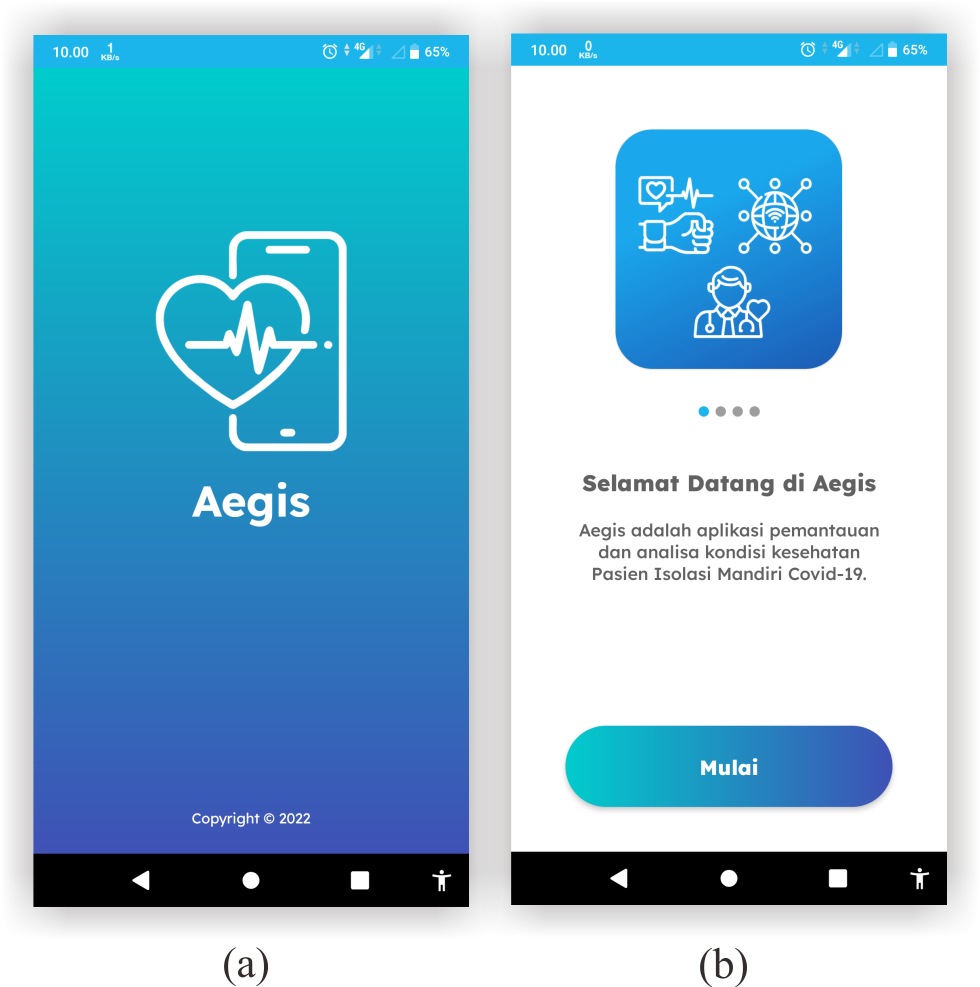 10.00 1 KB/s 4G 65%
Aegis
Copyright © 2022
(a)
10.00 0 KB/s 4G 65%
Selamat Datang di Aegis
Aegis adalah aplikasi pemantauan
dan analisa kondisi kesehatan
Pasien Isolasi Mandiri Covid-19.
Mulai
(b)